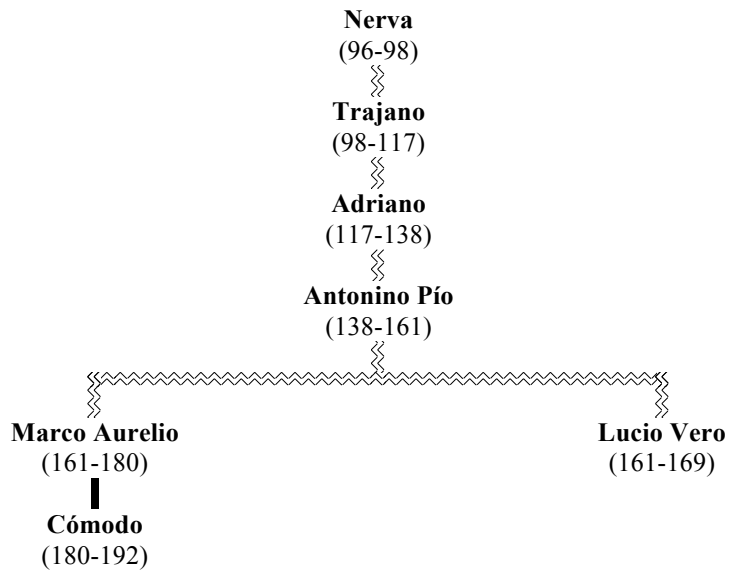 Nerva
(96-98)
Trajano
(98-117)
Adriano
(117-138)
Antonino Pío
(138-161)
Marco Aurelio
(161-180)
Lucio Vero
(161-169)
Cómodo
(180-192)